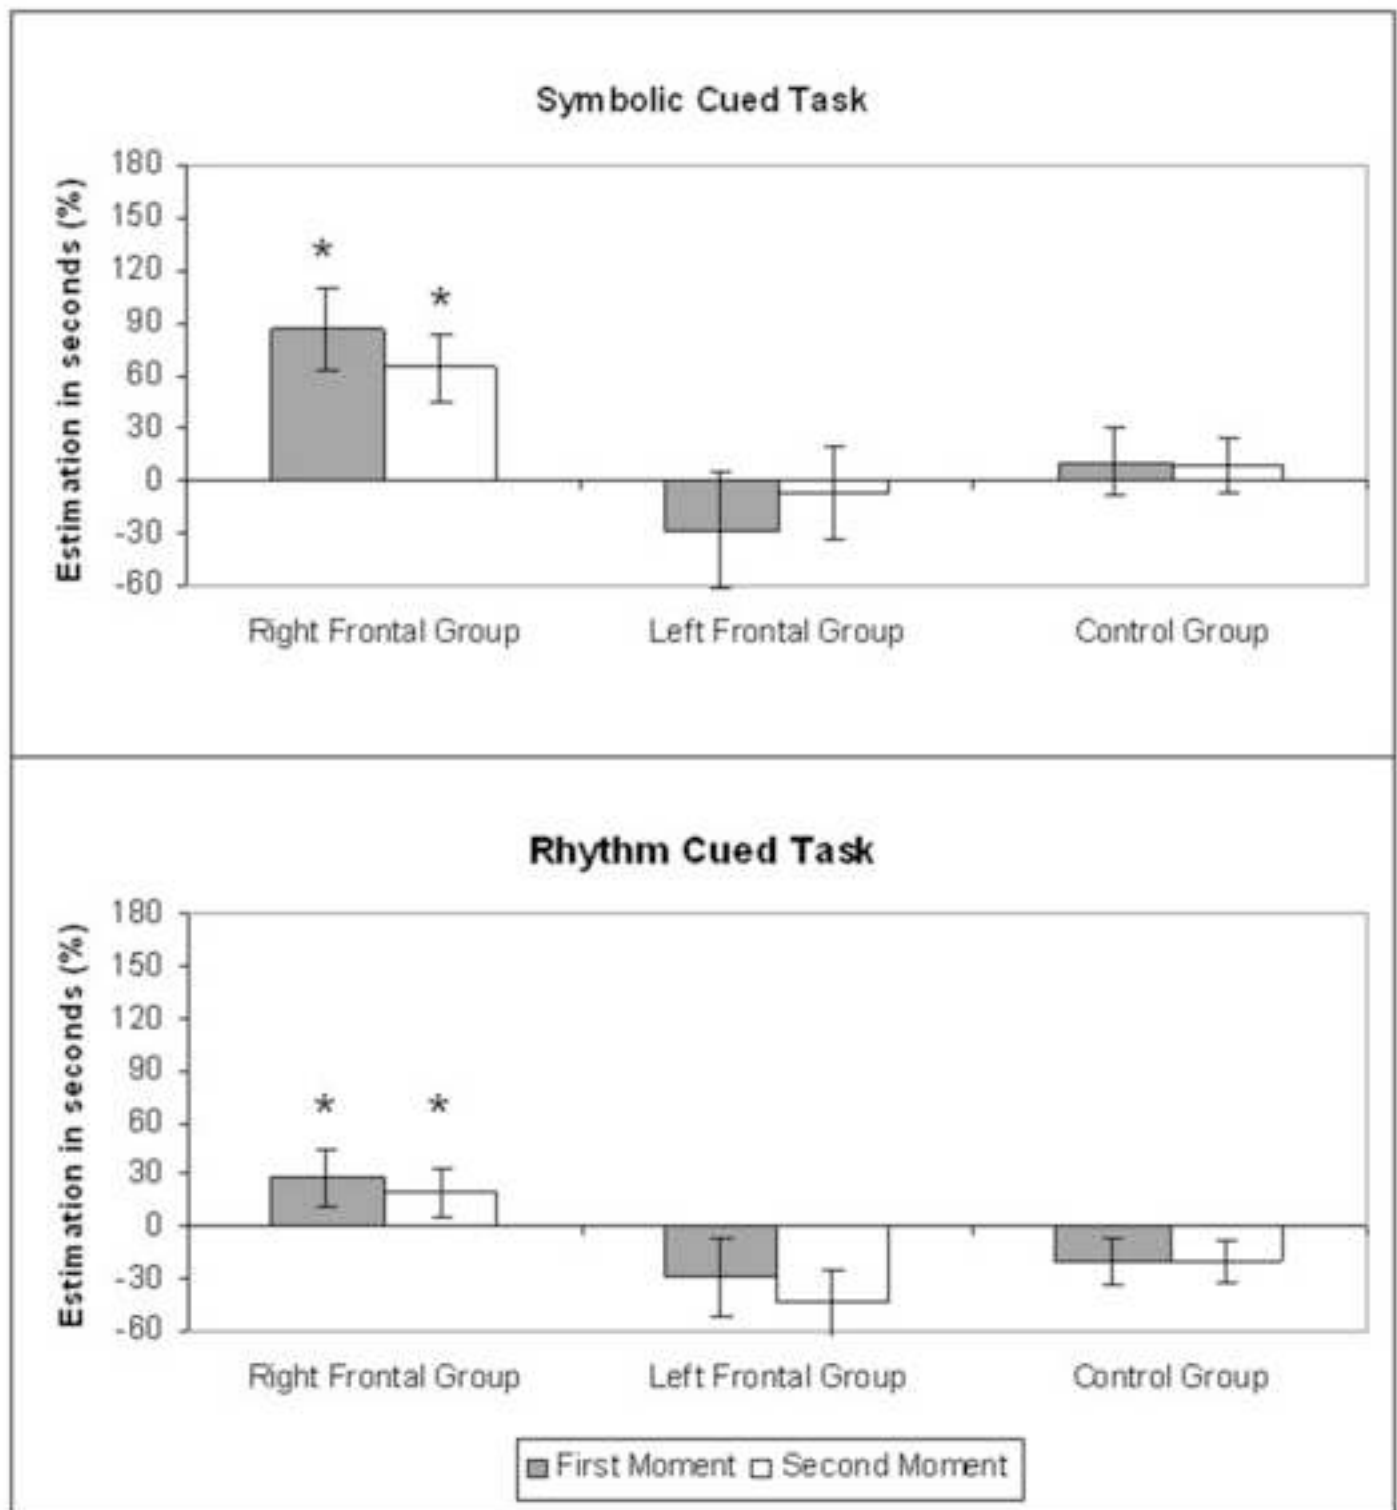 Symbolic Cued Task
Estimation in seconds (%)
180
150
120
90
60
30
0
-30
-60
*
*
Right Frontal Group
Left Frontal Group
Control Group
Rhythm Cued Task
Estimation in seconds (%)
180
150
120
90
60
30
0
-30
-60
*
*
Right Frontal Group
Left Frontal Group
Control Group
First Moment
Second Moment